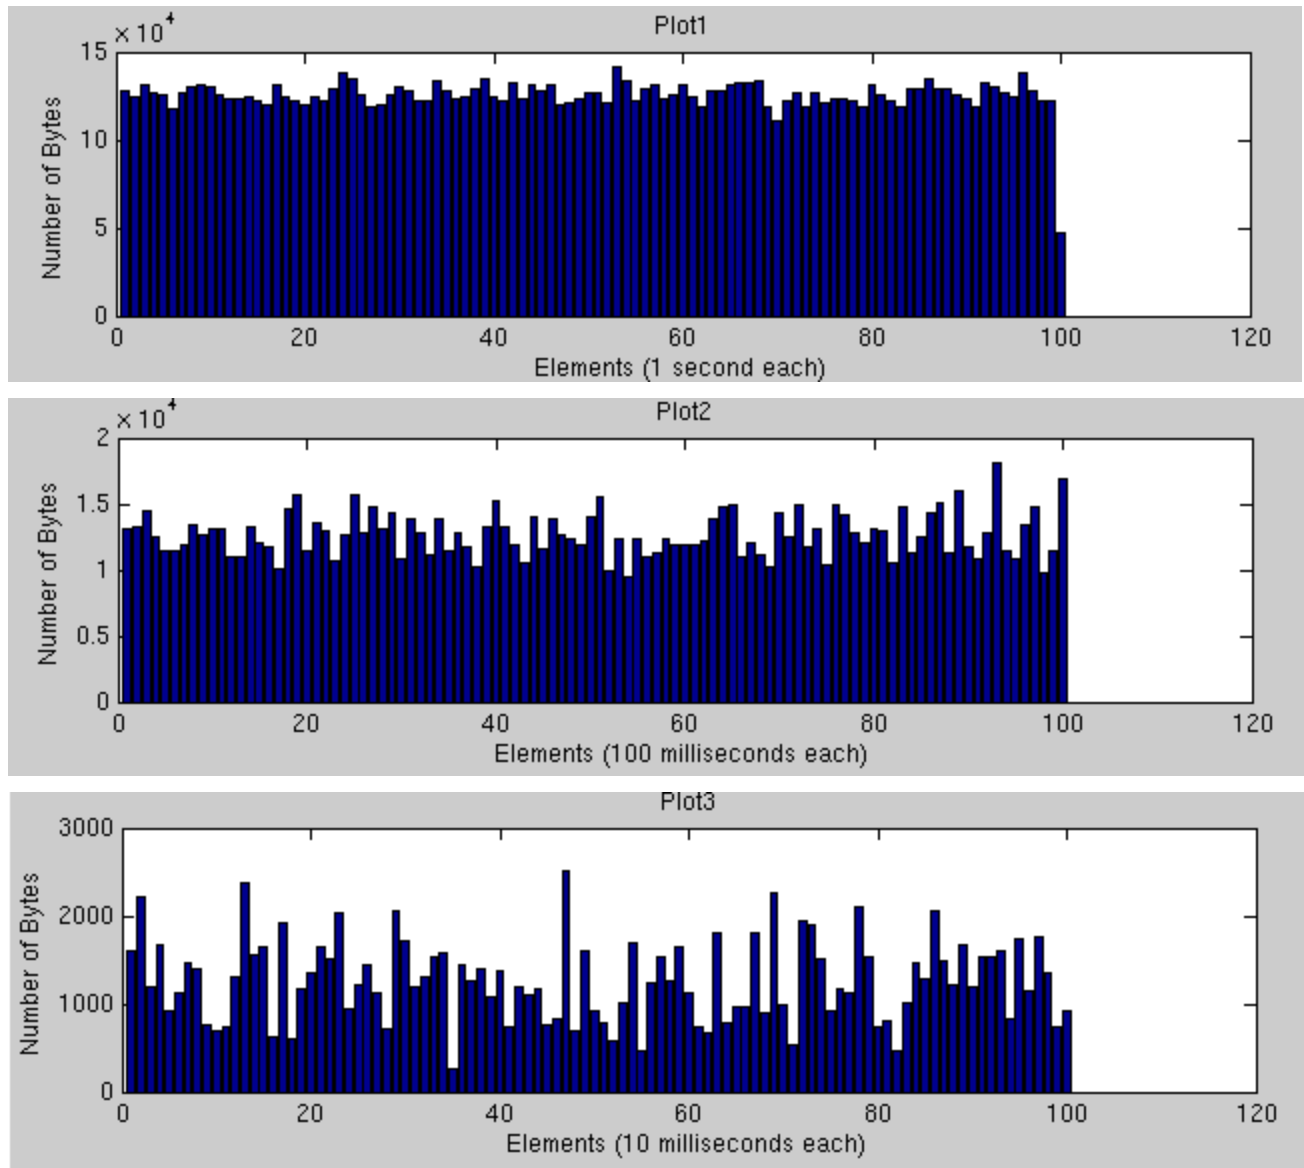 Plot1
× 10⁴
15
10
5
0
Number of Bytes
0 20 40 60 80 100 120
Elements (1 second each)
Plot2
× 10⁴
2
1.5
1
0.5
0
Number of Bytes
0 20 40 60 80 100 120
Elements (100 milliseconds each)
Plot3
3000
2000
1000
0
Number of Bytes
0 20 40 60 80 100 120
Elements (10 milliseconds each)